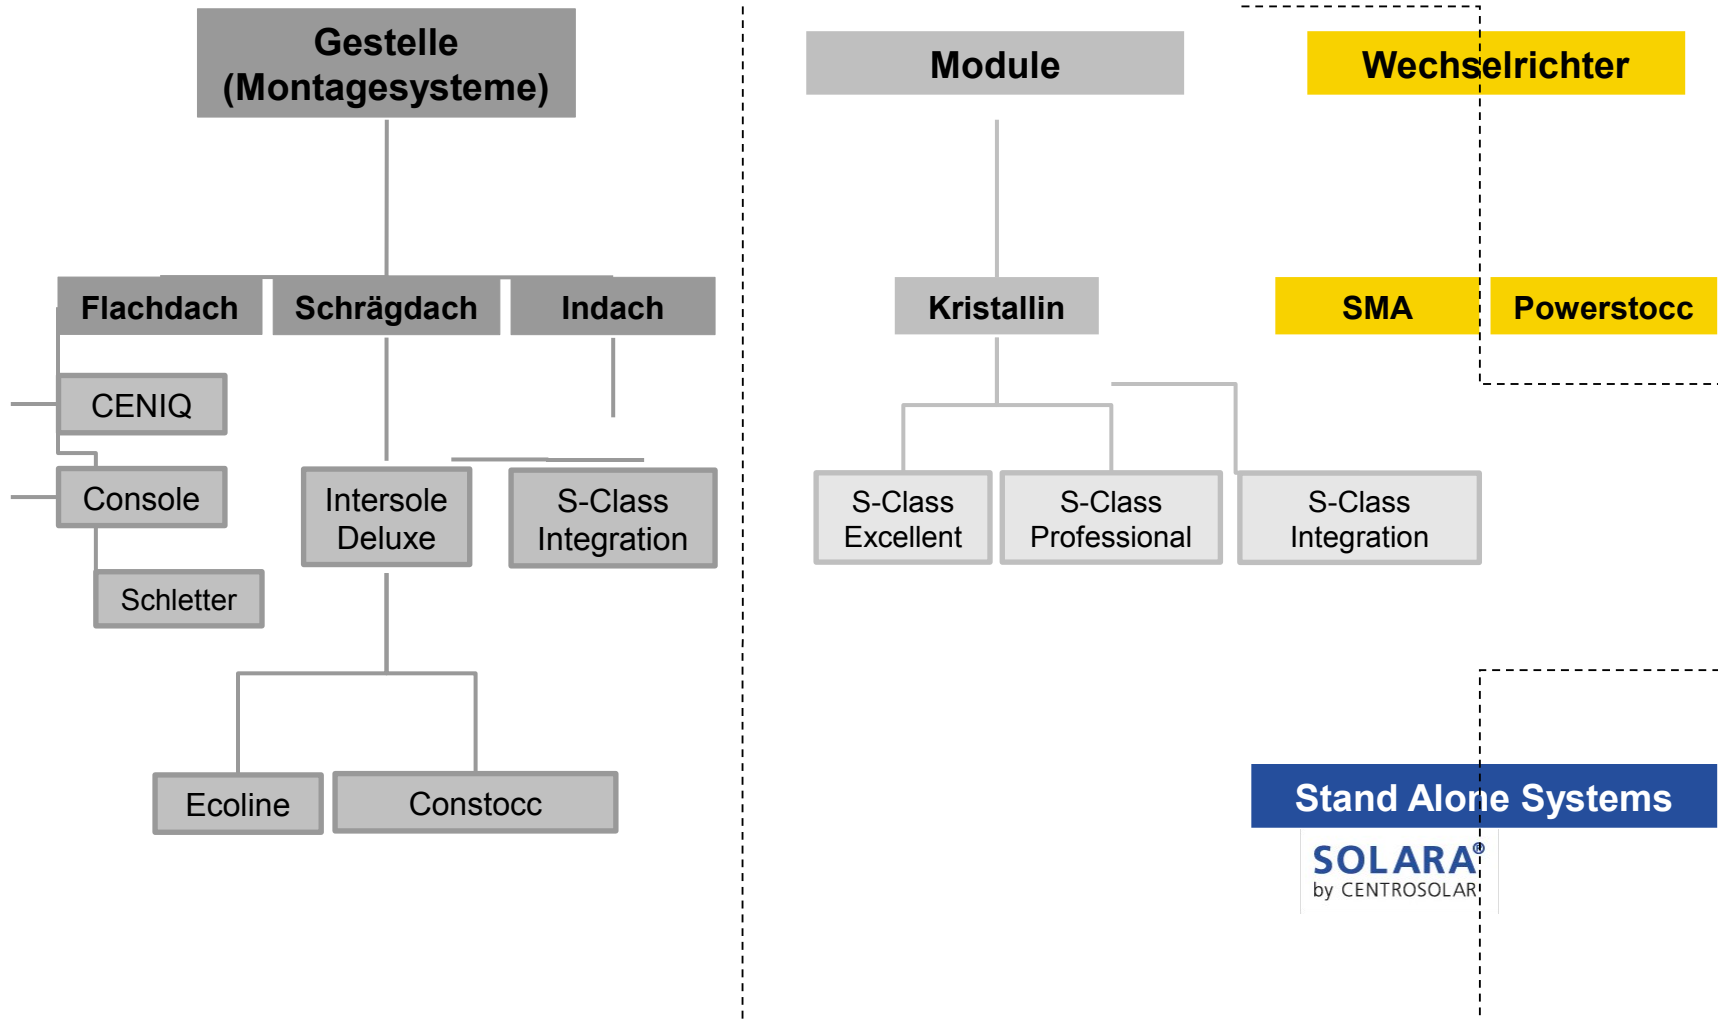 Gestelle
(Montagesysteme)
Module
Wechselrichter
Flachdach
Schrägdach
Indach
Kristallin
SMA
Powerstocc
CENIQ
Console
Schletter
Intersole
Deluxe
S-Class
Integration
S-Class
Excellent
S-Class
Professional
S-Class
Integration
Ecoline
Constocc
Stand Alone Systems
SOLARA®
by CENTROSOLAR